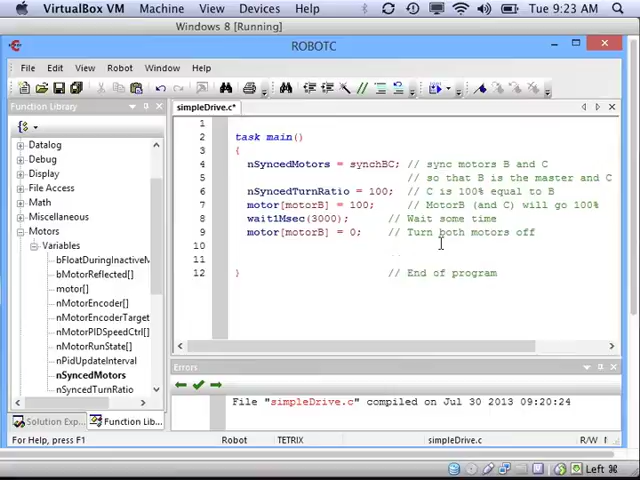 VirtualBox VM Machine View Devices Help Tue 9:23 AM
Windows 8 [Running]
ROBOTC
File Edit View Robot Window Help
Function Library
simpleDrive.c*
Datalog
Debug
Display
File Access
Math
Motors
Variables
bFloatDuringInactiveM
bMotorReflected[]
motor[]
nMotorEncoder[]
nMotorEncoderTarget
nMotorPIDSpeedCtrl[]
nMotorRunState[]
nPidUpdateInterval
nSyncedMotors
nSyncedTurnRatio
1
2 task main()
3 {
4 nSyncedMotors = synchBC; // sync motors B and C
5 // so that B is the master and C
6 nSyncedTurnRatio = 100; // C is 100% equal to B
7 motor[motorB] = 100; // MotorB (and C) will go 100%
8 wait1Msec(3000); // Wait some time
9 motor[motorB] = 0; // Turn both motors off
10
11
12 } // End of program
Errors
File "simpleDrive.c" compiled on Jul 30 2013 09:20:24
Solution Exp... Function Lib...
For Help, press F1 Robot TETRIX simpleDrive.c R/W
Left ⌘